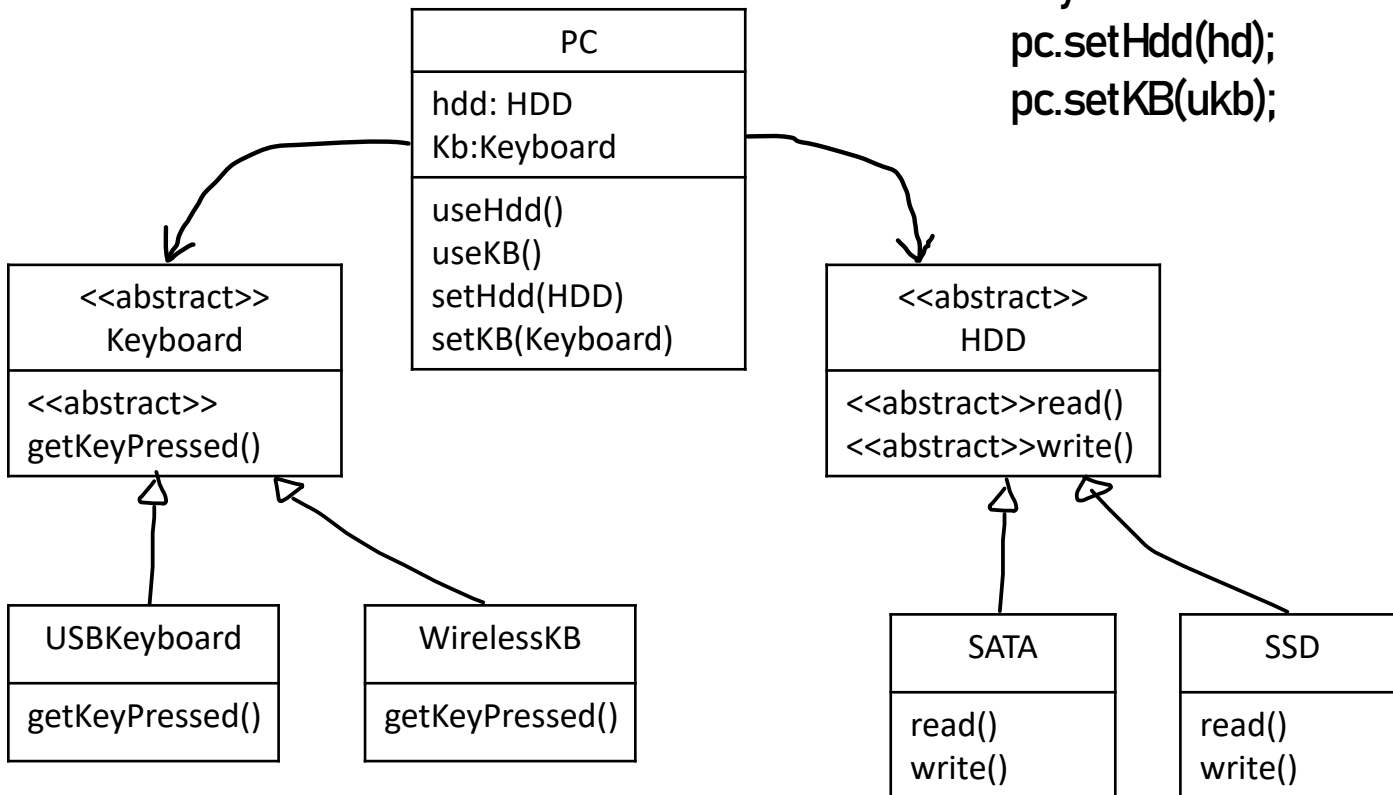 pc.setHdd(hd);
pc.setKB(ukb);
PC
hdd: HDD
Kb:Keyboard
useHdd()
useKB()
setHdd(HDD)
setKB(Keyboard)
<<abstract>>
Keyboard
<<abstract>>
getKeyPressed()
<<abstract>>
HDD
<<abstract>>read()
<<abstract>>write()
USBKeyboard
getKeyPressed()
WirelessKB
getKeyPressed()
SATA
read()
write()
SSD
read()
write()